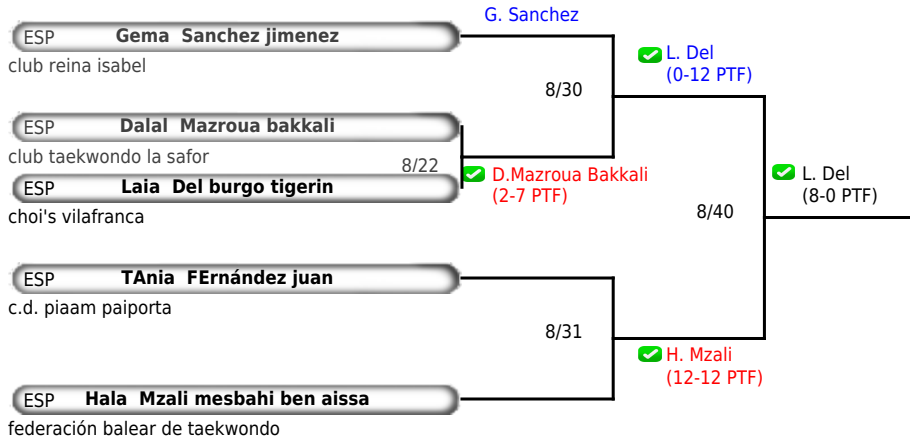 G. Sanchez
ESP Gema Sanchez jimenez
club reina isabel
L. Del
(0-12 PTF)
8/30
ESP Dalal Mazroua bakkali
club taekwondo la safor
8/22
D.Mazroua Bakkali
(2-7 PTF)
L. Del
(8-0 PTF)
ESP Laia Del burgo tigerin
choi's vilafranca
8/40
ESP TAnia FErnández juan
c.d. piaam paiporta
8/31
H. Mzali
(12-12 PTF)
ESP Hala Mzali mesbahi ben aissa
federación balear de taekwondo